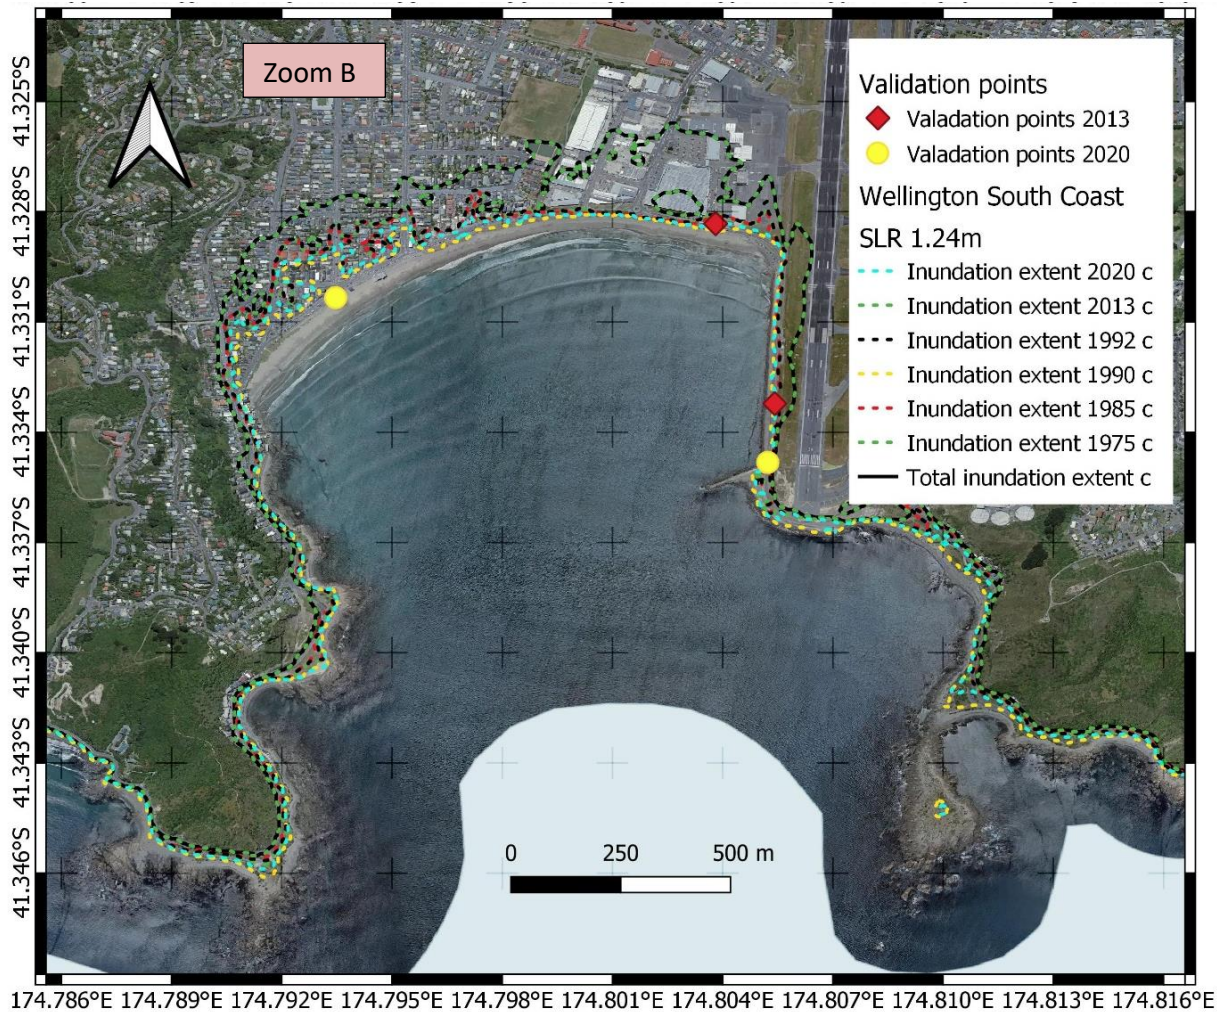 Zoom B
Validation points
Valadation points 2013
Valadation points 2020
Wellington South Coast
SLR 1.24m
Inundation extent 2020 c
Inundation extent 2013 c
Inundation extent 1992 c
Inundation extent 1990 c
Inundation extent 1985 c
Inundation extent 1975 c
Total inundation extent c
41.325°S
41.328°S
41.331°S
41.334°S
41.337°S
41.340°S
41.343°S
41.346°S
0 250 500 m
174.786°E 174.789°E 174.792°E 174.795°E 174.798°E 174.801°E 174.804°E 174.807°E 174.810°E 174.813°E 174.816°E